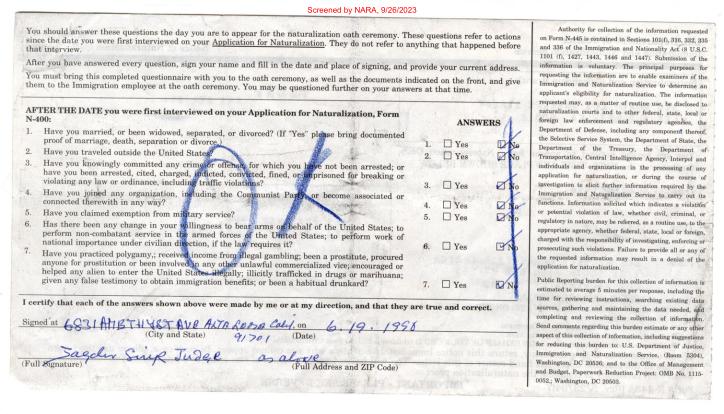 Screened by NARA, 9/26/2023
You should answer these questions the day you are to appear for the naturalization oath ceremony. These questions refer to actions
since the date you were first interviewed on your Application for Naturalization. They do not refer to anything that happened before
that interview.
After you have answered every question, sign your name and fill in the date and place of signing, and provide your current address.
You must bring this completed questionnaire with you to the oath ceremony, as well as the documents indicated on the front, and give
them to the Immigration employee at the oath ceremony. You may be questioned further on your answers at that time.
AFTER THE DATE you were first interviewed on your Application for Naturalization, Form
N-400:
ANSWERS
1. Have you married, or been widowed, separated, or divorced? (If "Yes" please bring documented
proof of marriage, death, separation or divorce.)
1. Yes No
2. Have you traveled outside the United States?
2. Yes No
3. Have you knowingly committed any crime or offense, for which you have not been arrested; or
have you been arrested, cited, charged, indicted, convicted, fined, or imprisoned for breaking or
violating any law or ordinance, including traffic violations?
3. Yes No
4. Have you joined any organization, including the Communist Party, or become associated or
connected therewith in any way?
4. Yes No
5. Have you claimed exemption from military service?
5. Yes No
6. Has there been any change in your willingness to bear arms on behalf of the United States; to
perform non-combatant service in the armed forces of the United States; to perform work of
national importance under civilian direction, if the law requires it?
6. Yes No
7. Have you practiced polygamy; received income from illegal gambling; been a prostitute, procured
anyone for prostitution or been involved in any other unlawful commercialized vice; encouraged or
helped any alien to enter the United States illegally; illicitly trafficked in drugs or marihuana;
given any false testimony to obtain immigration benefits; or been a habitual drunkard?
7. Yes No
OK
I certify that each of the answers shown above were made by me or at my direction, and that they are true and correct.
Signed at 6831 AMETHYST AVE ALTA LOMA Cali. on 6.19.1996
91701
(City and State) (Date)
as above
(Full Signature) (Full Address and ZIP Code)
Authority for collection of the information requested
on Form N-445 is contained in Sections 101(f), 316, 332, 335
and 336 of the Immigration and Nationality Act (8 U.S.C.
1101 (f), 1427, 1443, 1446 and 1447). Submission of the
information is voluntary. The principal purposes for
requesting the information are to enable examiners of the
Immigration and Naturalization Service to determine an
applicant's eligibility for naturalization. The information
requested may, as a matter of routine use, be disclosed to
naturalization courts and to other federal, state, local or
foreign law enforcement and regulatory agencies, the
Department of Defense, including any component thereof,
the Selective Service System, the Department of State, the
Department of the Treasury, the Department of
Transportation, Central Intelligence Agency, Interpol and
individuals and organizations in the processing of any
application for naturalization, or during the course of
investigation to elicit further information required by the
Immigration and Naturalization Service to carry out its
functions. Information solicited which indicates a violation
or potential violation of law, whether civil, criminal, or
regulatory in nature, may be referred, as a routine use, to the
appropriate agency, whether federal, state, local or foreign,
charged with the responsibility of investigating, enforcing or
prosecuting such violations. Failure to provide all or any of
the requested information may result in a denial of the
application for naturalization.
Public Reporting burden for this collection of information is
estimated to average 5 minutes per response, including the
time for reviewing instructions, searching existing data
sources, gathering and maintaining the data needed, and
completing and reviewing the collection of information.
Send comments regarding this burden estimate or any other
aspect of this collection of information, including suggestions
for reducing this burden to: U.S. Department of Justice,
Immigration and Naturalization Service, (Room 5304),
Washington, DC 20536; and to the Office of Management
and Budget, Paperwork Reduction Project: OMB No. 1115-
0052; Washington, DC 20503.